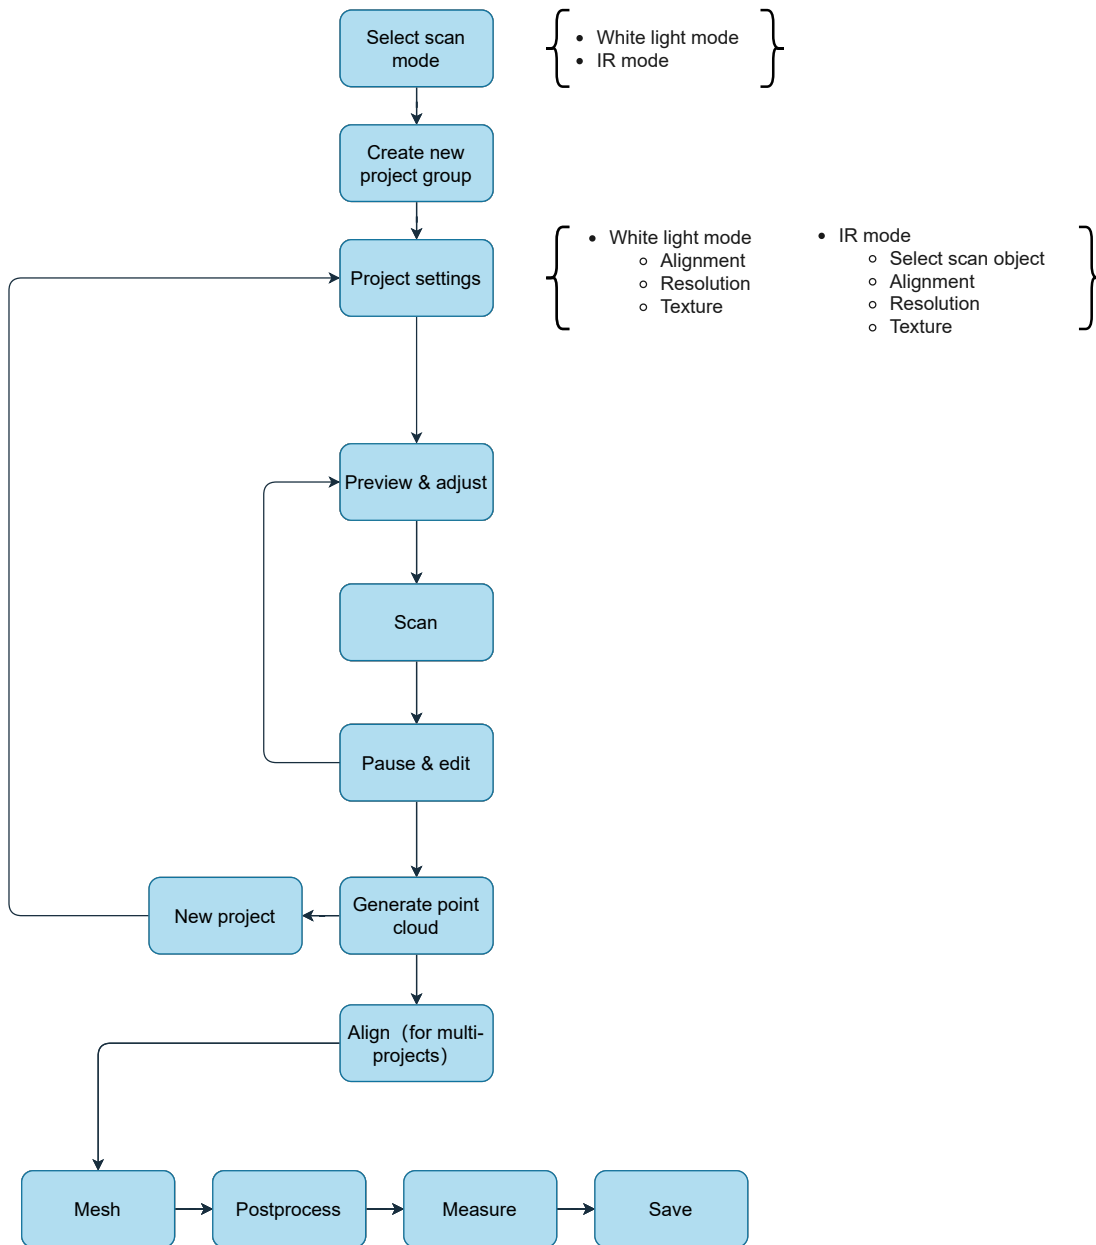 Select scan
mode
White light mode
IR mode
Create new
project group
Project settings
White light mode
Alignment
Resolution
Texture
IR mode
Select scan object
Alignment
Resolution
Texture
Preview & adjust
Scan
Pause & edit
New project
Generate point
cloud
Align（for multi-
projects）
Mesh
Postprocess
Measure
Save